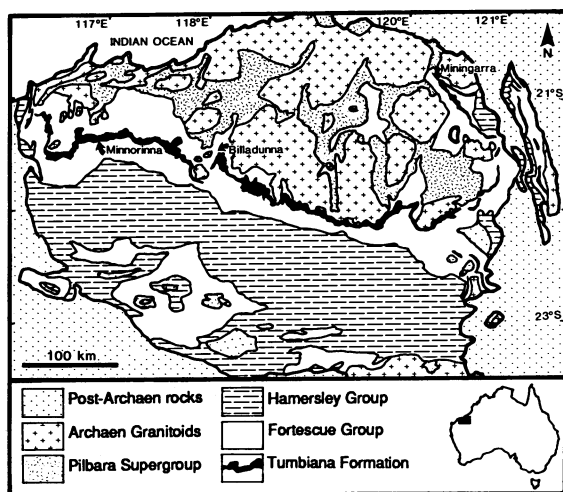 117°E
118°E
120°E
121°E
INDIAN OCEAN
N
Miningarra
21°S
Minnorinna
Billadunna
23°S
100 km
Post-Archaen rocks
Hamersley Group
Archaen Granitoids
Fortescue Group
Pilbara Supergroup
Tumbiana Formation